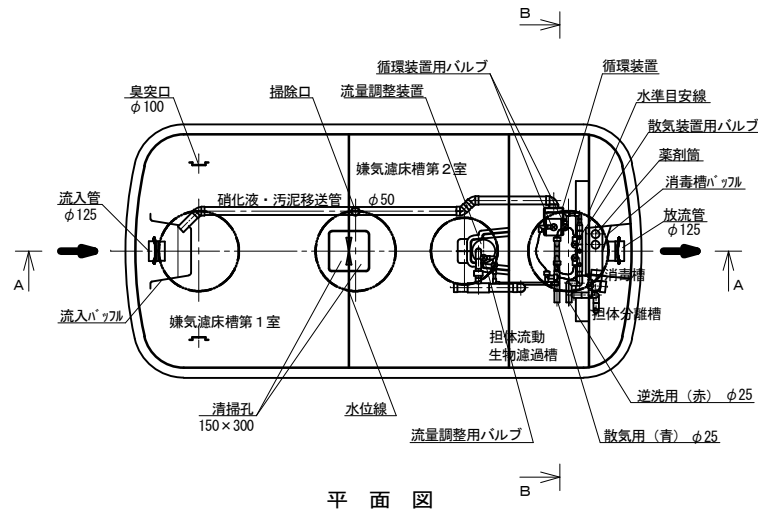 B
循環装置用バルブ
循環装置
臭突口
φ100
掃除口
流量調整装置
水準目安線
散気装置用バルブ
薬剤筒
消毒槽バッフル
嫌気濾床槽第２室
流入管
φ125
硝化液・汚泥移送管
φ50
放流管
φ125
A
A
消毒槽
流入バッフル
嫌気濾床槽第１室
担体分離槽
担体流動
生物濾過槽
清掃孔
150×300
水位線
逆洗用（赤）φ25
流量調整用バルブ
散気用（青）φ25
B
平面図